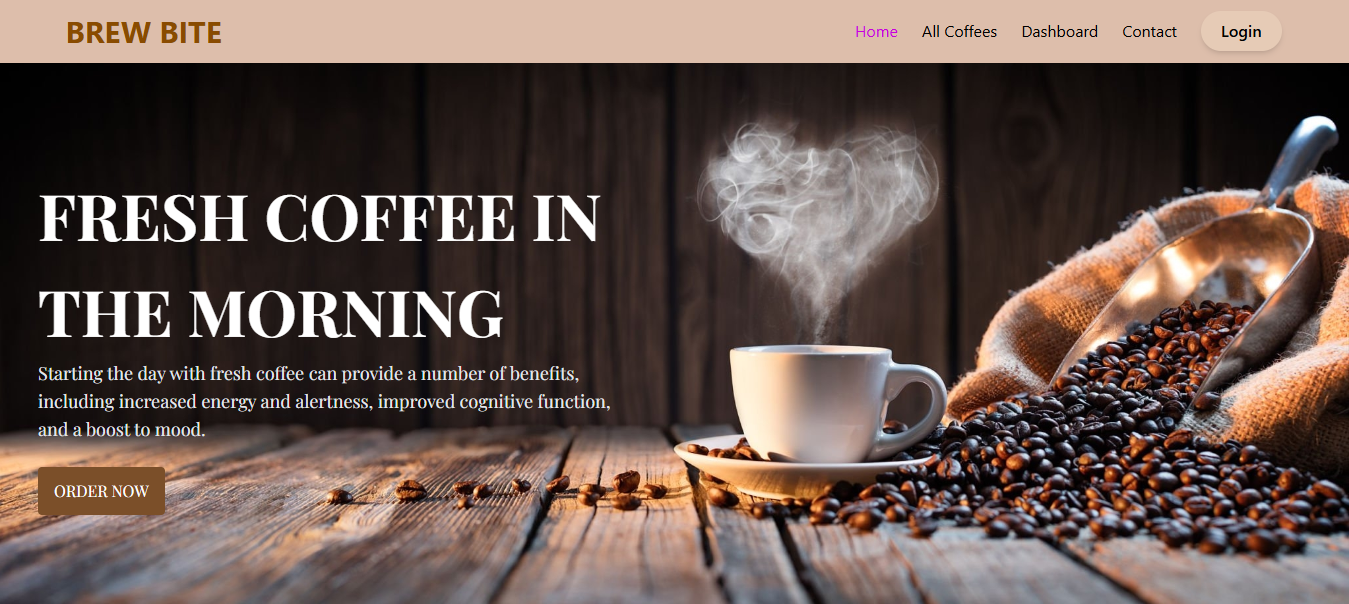 BREW BITE
Home All Coffees Dashboard Contact Login
FRESH COFFEE IN
THE MORNING
Starting the day with fresh coffee can provide a number of benefits,
including increased energy and alertness, improved cognitive function,
and a boost to mood.
ORDER NOW